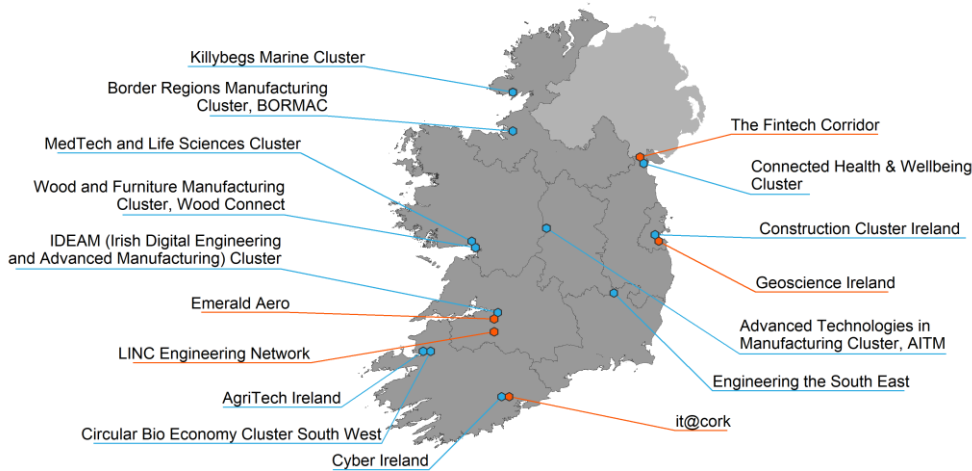 Killybegs Marine Cluster
Border Regions Manufacturing
Cluster, BORMAC
MedTech and Life Sciences Cluster
Wood and Furniture Manufacturing
Cluster, Wood Connect
IDEAM (Irish Digital Engineering
and Advanced Manufacturing) Cluster
Emerald Aero
LINC Engineering Network
AgriTech Ireland
Circular Bio Economy Cluster South West
Cyber Ireland
The Fintech Corridor
Connected Health & Wellbeing
Cluster
Construction Cluster Ireland
Geoscience Ireland
Advanced Technologies in
Manufacturing Cluster, AITM
Engineering the South East
it@cork